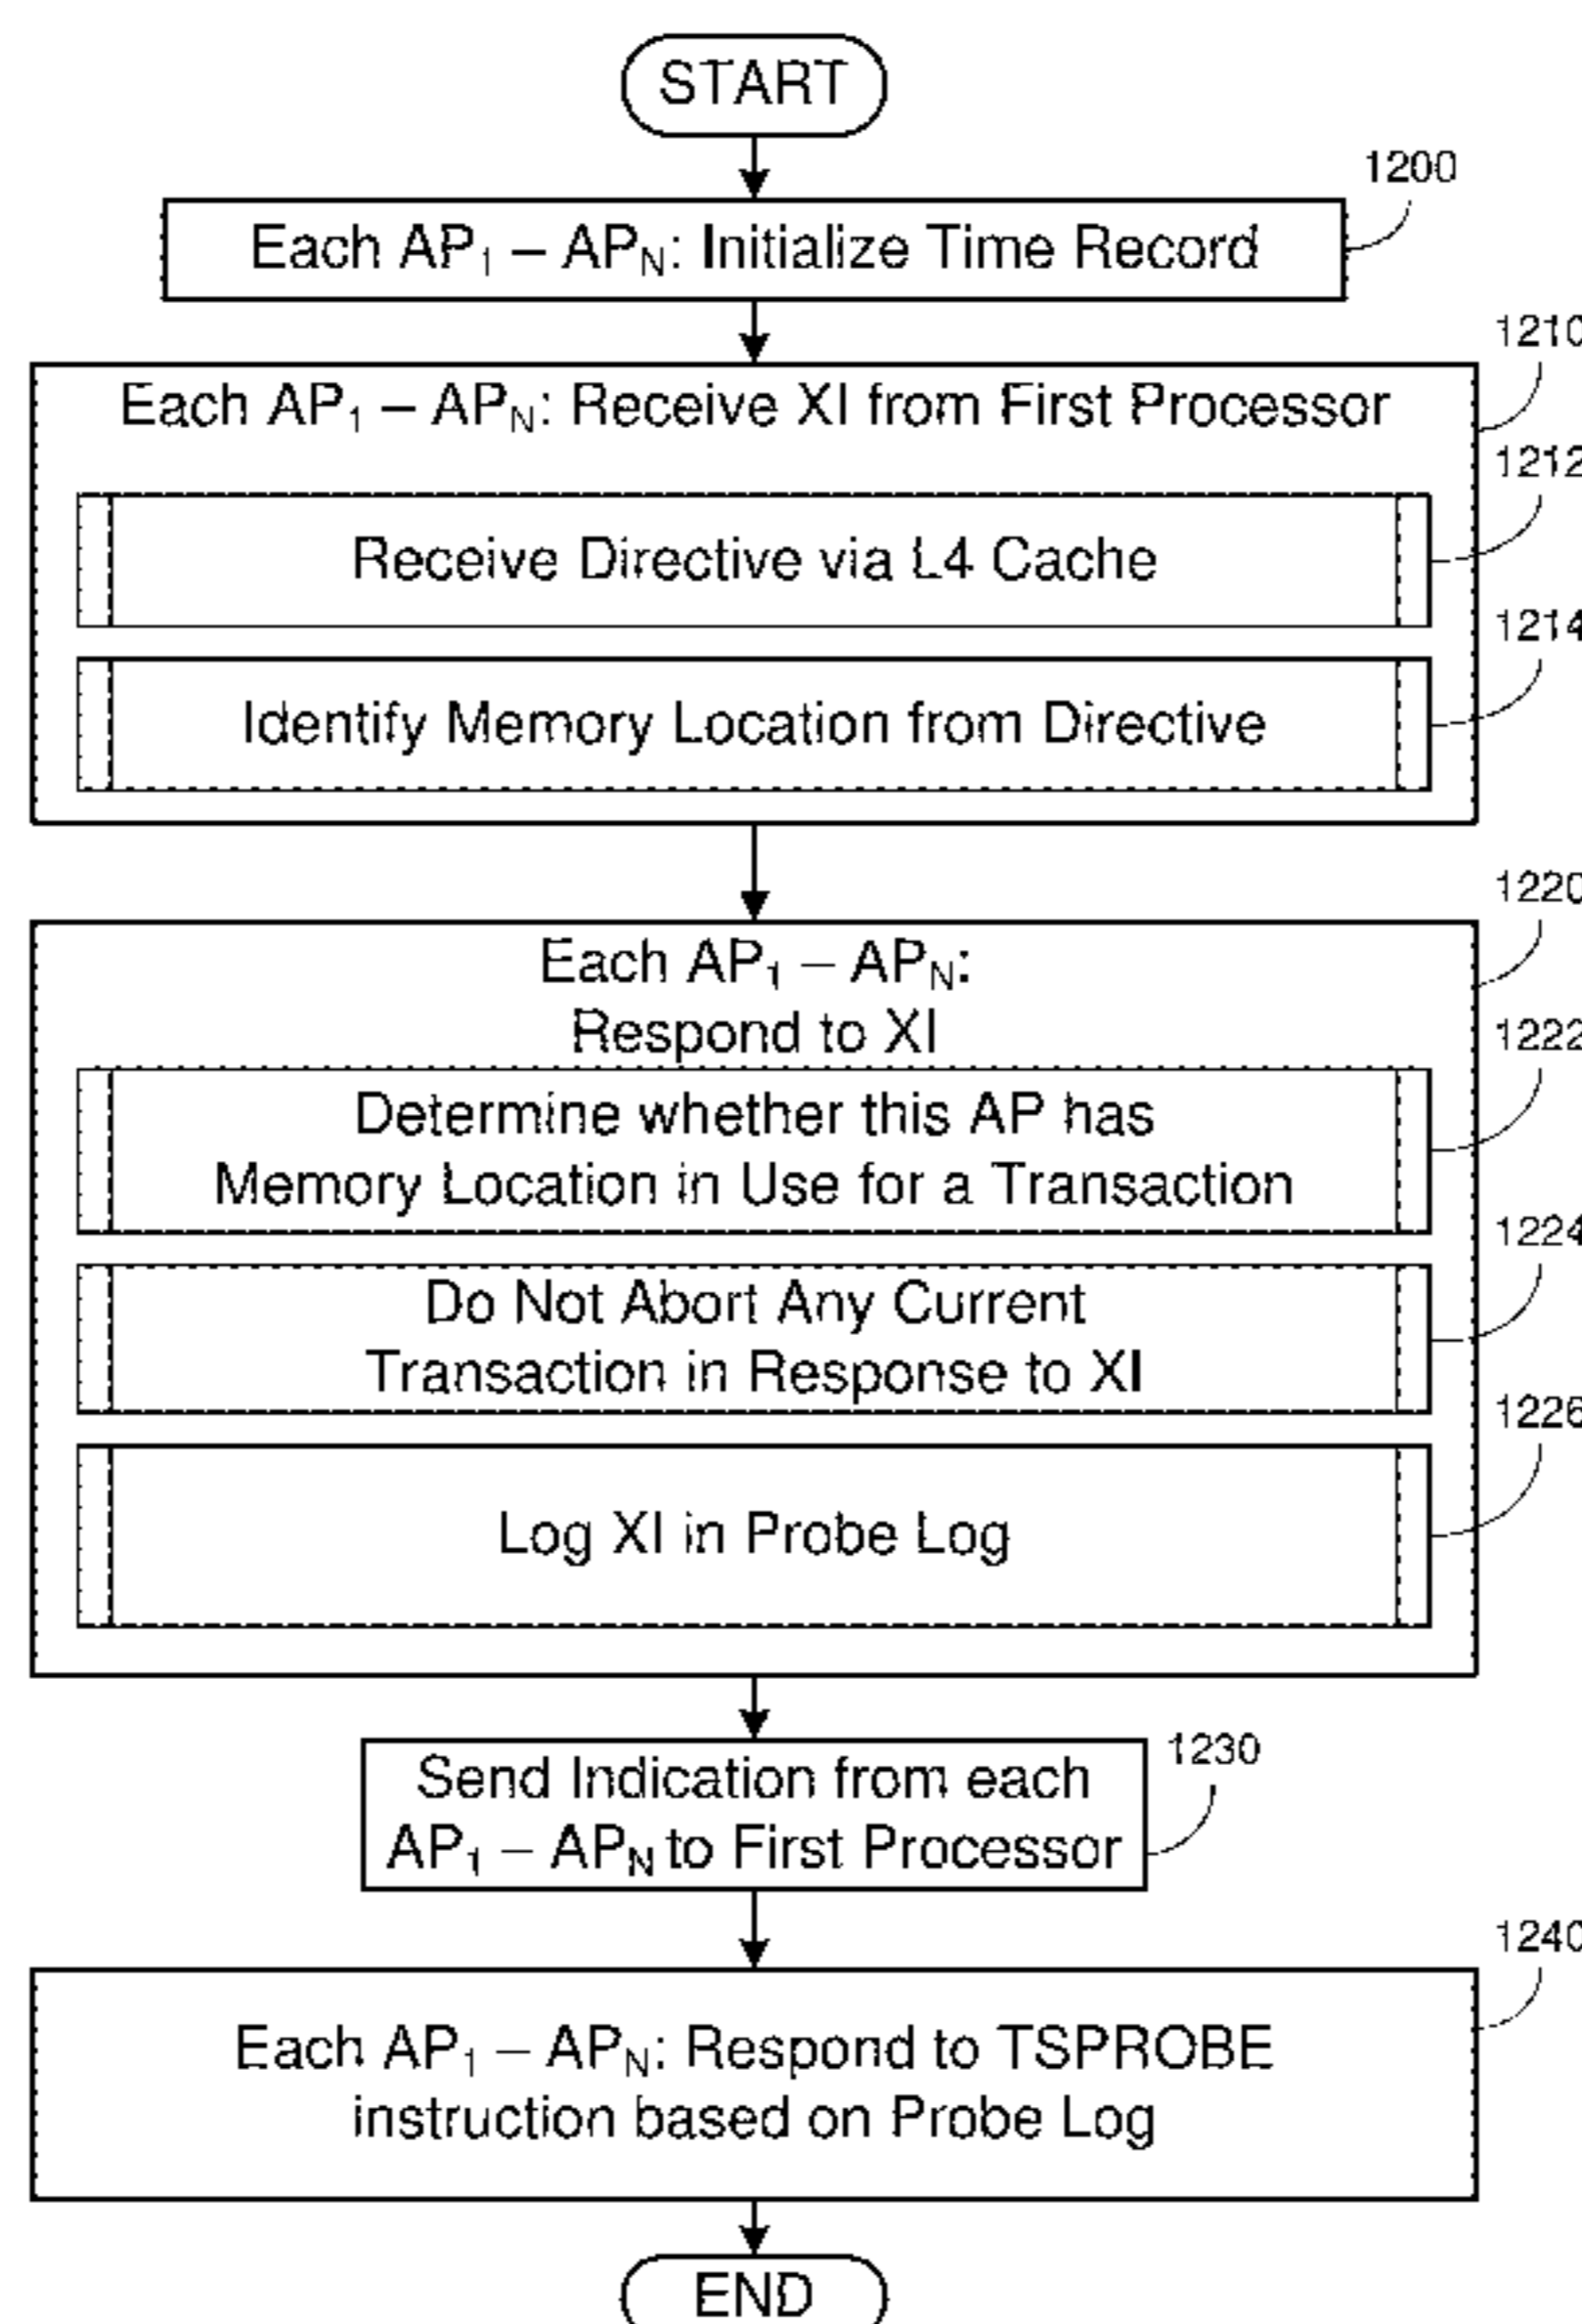 START
1200
Each AP₁ – APN: Initialize Time Record
1210
Each AP₁ – APN: Receive XI from First Processor
1212
Receive Directive via L4 Cache
1214
Identify Memory Location from Directive
1220
Each AP₁ – APN:
Respond to XI
1222
Determine whether this AP has
Memory Location in Use for a Transaction
1224
Do Not Abort Any Current
Transaction in Response to XI
1226
Log XI in Probe Log
1230
Send Indication from each
AP₁ – APN to First Processor
1240
Each AP₁ – APN: Respond to TSPROBE
instruction based on Probe Log
END